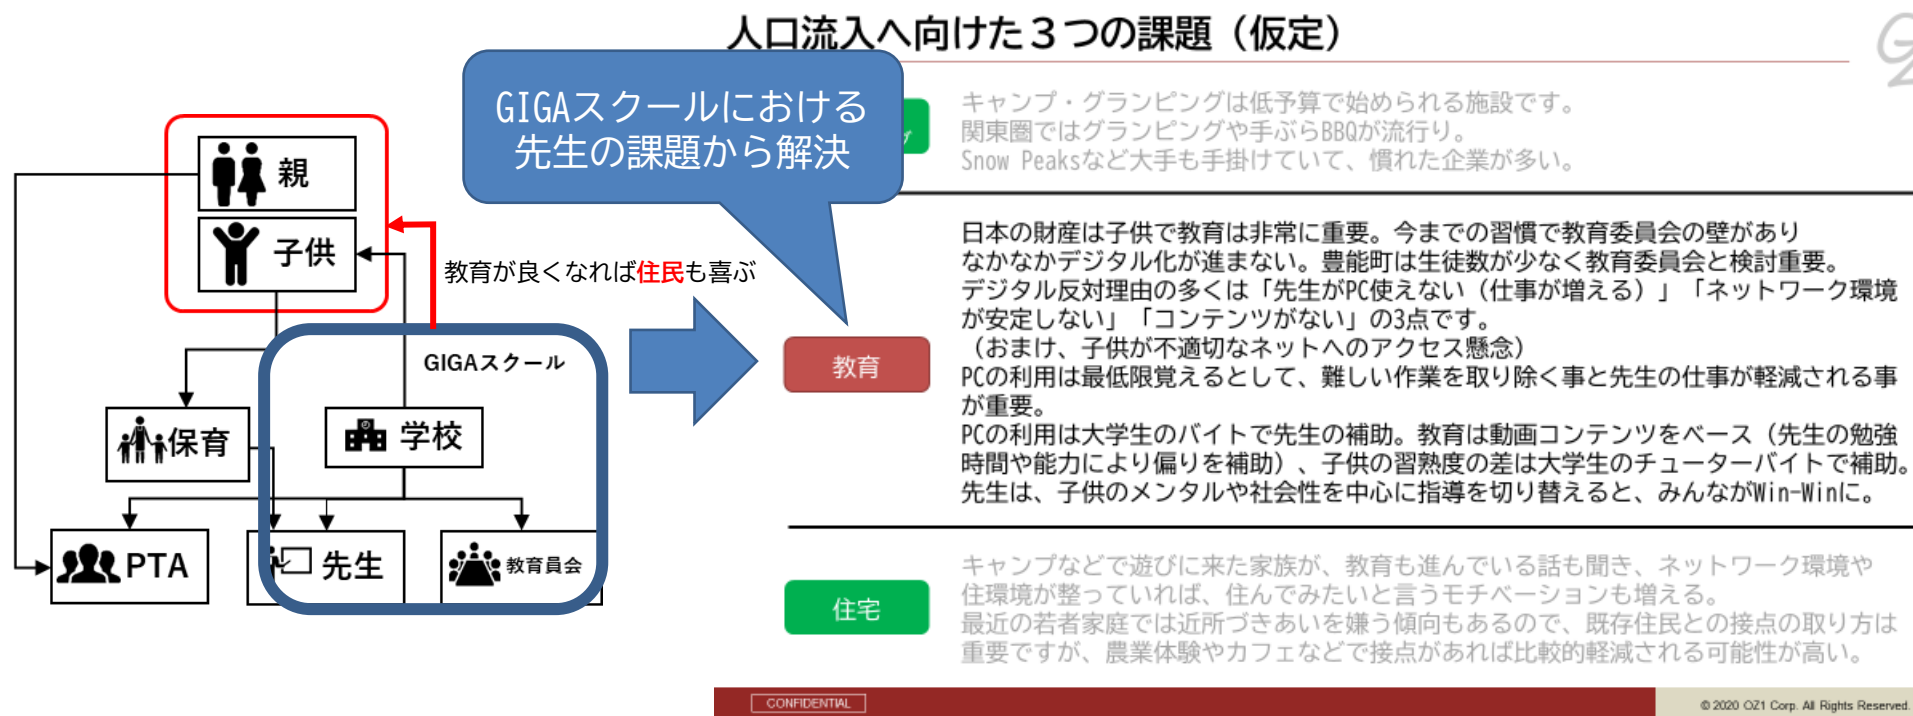 人口流入へ向けた３つの課題（仮定）
GIGAスクールにおける
先生の課題から解決
キャンプ・グランピングは低予算で始められる施設です。
関東圏ではグランピングや手ぶらBBQが流行り。
Snow Peaksなど大手も手掛けていて、慣れた企業が多い。
親
子供
教育が良くなれば住民も喜ぶ
GIGAスクール
保育
学校
PTA
先生
教育員会
教育
日本の財産は子供で教育は非常に重要。今までの習慣で教育委員会の壁があり
なかなかデジタル化が進まない。豊能町は生徒数が少なく教育委員会と検討重要。
デジタル反対理由の多くは「先生がPC使えない（仕事が増える）」「ネットワーク環境
が安定しない」「コンテンツがない」の3点です。
（おまけ、子供が不適切なネットへのアクセス懸念）
PCの利用は最低限覚えるとして、難しい作業を取り除く事と先生の仕事が軽減される事
が重要。
PCの利用は大学生のバイトで先生の補助。教育は動画コンテンツをベース（先生の勉強
時間や能力により偏りを補助）、子供の習熟度の差は大学生のチューターバイトで補助。
先生は、子供のメンタルや社会性を中心に指導を切り替えると、みんながWin-Winに。
住宅
キャンプなどで遊びに来た家族が、教育も進んでいる話も聞き、ネットワーク環境や
住環境が整っていれば、住んでみたいと言うモチベーションも増える。
最近の若者家庭では近所づきあいを嫌う傾向もあるので、既存住民との接点の取り方は
重要ですが、農業体験やカフェなどで接点があれば比較的軽減される可能性が高い。
CONFIDENTIAL
© 2020 OZ1 Corp. All Rights Reserved.